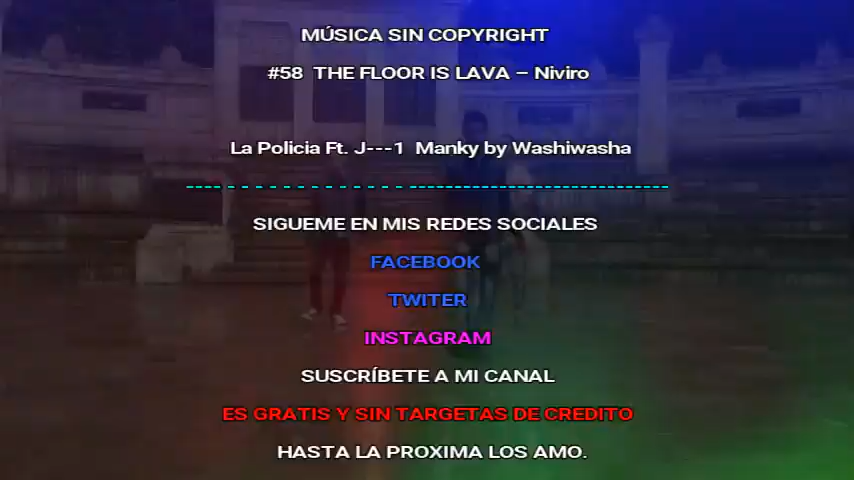 MÚSICA SIN COPYRIGHT
#58 THE FLOOR IS LAVA – Niviro
La Policia Ft. J---1 Manky by Washiwasha
SIGUEME EN MIS REDES SOCIALES
FACEBOOK
TWITER
INSTAGRAM
SUSCRÍBETE A MI CANAL
ES GRATIS Y SIN TARGETAS DE CREDITO
HASTA LA PROXIMA LOS AMO.